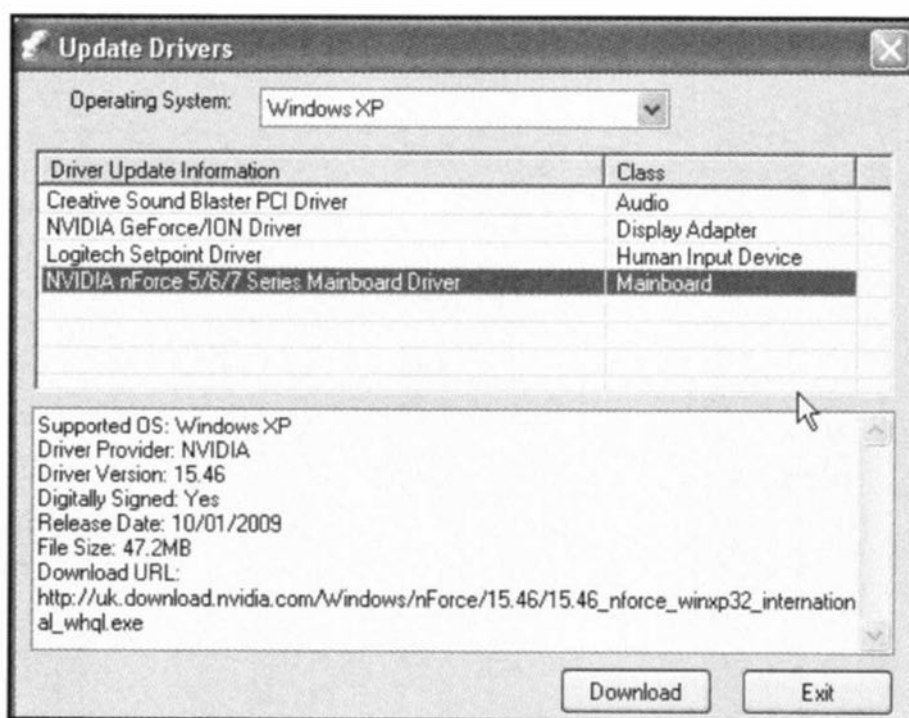 Update Drivers
Operating System: Windows XP
Driver Update Information Class
Creative Sound Blaster PCI Driver Audio
NVIDIA GeForce/ION Driver Display Adapter
Logitech Setpoint Driver Human Input Device
NVIDIA nForce 5/6/7 Series Mainboard Driver Mainboard
Supported OS: Windows XP
Driver Provider: NVIDIA
Driver Version: 15.46
Digitally Signed: Yes
Release Date: 10/01/2009
File Size: 47.2MB
Download URL:
http://uk.download.nvidia.com/Windows/nForce/15.46/15.46_nforce_winxp32_internation
al_whql.exe
Download Exit